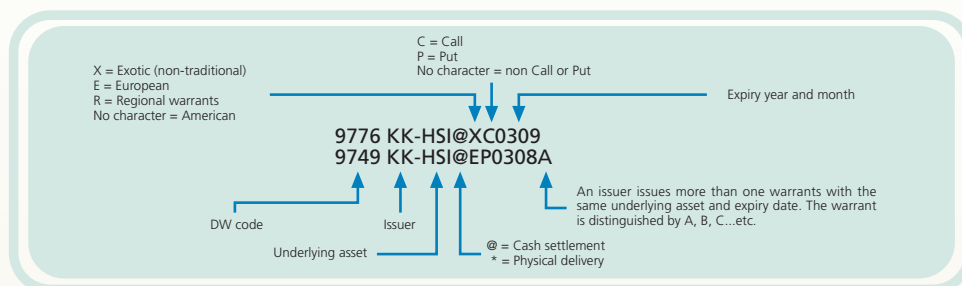 C = Call
P = Put
No character = non Call or Put
X = Exotic (non-traditional)
E = European
R = Regional warrants
No character = American
Expiry year and month
9776 KK-HSI@XC0309
9749 KK-HSI@EP0308A
An issuer issues more than one warrants with the
same underlying asset and expiry date. The warrant
is distinguished by A, B, C...etc.
DW code
Issuer
Underlying asset
@ = Cash settlement
* = Physical delivery